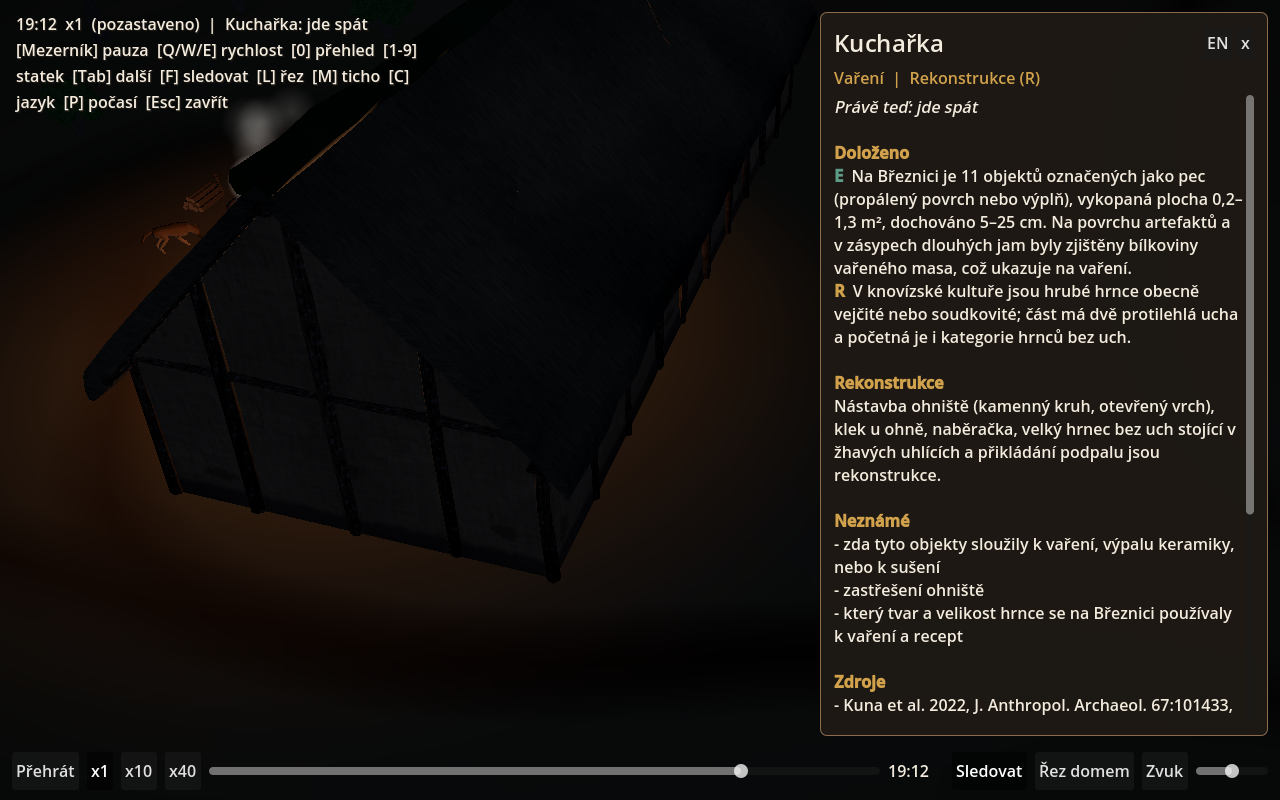 19:12  x1  (pozastaveno)  |  Kuchařka: jde spát
[Mezerník] pauza  [Q/W/E] rychlost  [0] přehled  [1-9]
statek  [Tab] další  [F] sledovat  [L] řez  [M] ticho  [C]
jazyk  [P] počasí  [Esc] zavřít
Kuchařka
EN  x
Vaření  |  Rekonstrukce (R)
Právě teď: jde spát
Doloženo
E  Na Březnici je 11 objektů označených jako pec
(propálený povrch nebo výplň), vykopaná plocha 0,2–
1,3 m², dochováno 5–25 cm. Na povrchu artefaktů a
v zásypech dlouhých jam byly zjištěny bílkoviny
vařeného masa, což ukazuje na vaření.
R  V knovízské kultuře jsou hrubé hrnce obecně
vejčité nebo soudkovité; část má dvě protilehlá ucha
a početná je i kategorie hrnců bez uch.
Rekonstrukce
Nástavba ohniště (kamenný kruh, otevřený vrch),
klek u ohně, naběračka, velký hrnec bez uch stojící v
žhavých uhlících a přikládání podpalu jsou
rekonstrukce.
Neznámé
- zda tyto objekty sloužily k vaření, výpalu keramiky,
nebo k sušení
- zastřešení ohniště
- který tvar a velikost hrnce se na Březnici používaly
k vaření a recept
Zdroje
- Kuna et al. 2022, J. Anthropol. Archaeol. 67:101433,
Přehrát  x1  x10  x40  19:12  Sledovat  Řez domem  Zvuk